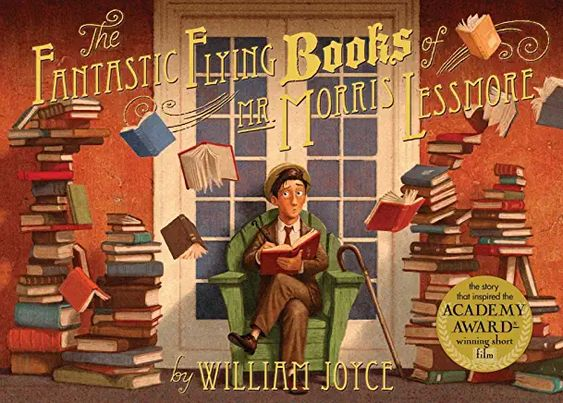 The
FANTASTIC FLYING BOOKS of
MR. MORRIS LESSMORE
the story
that inspired the
ACADEMY
AWARD®
winning short
film
by WILLIAM JOYCE